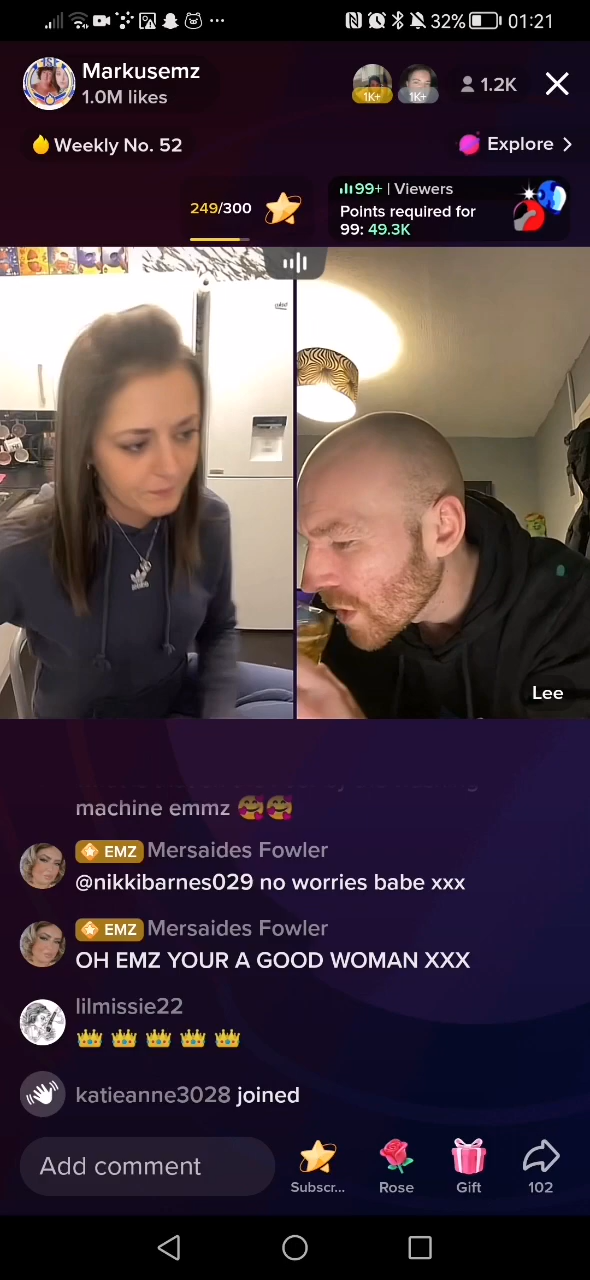 32% 01:21
Markusemz
1.0M likes
1K+ 1K+ 1.2K
Weekly No. 52
Explore >
249/300
99+ | Viewers
Points required for
99: 49.3K
Lee
machine emmz 🥰🥰
EMZ Mersaides Fowler
@nikkibarnes029 no worries babe xxx
EMZ Mersaides Fowler
OH EMZ YOUR A GOOD WOMAN XXX
lilmissie22
👑 👑 👑 👑 👑
katieanne3028 joined
Add comment
Subscr... Rose Gift 102